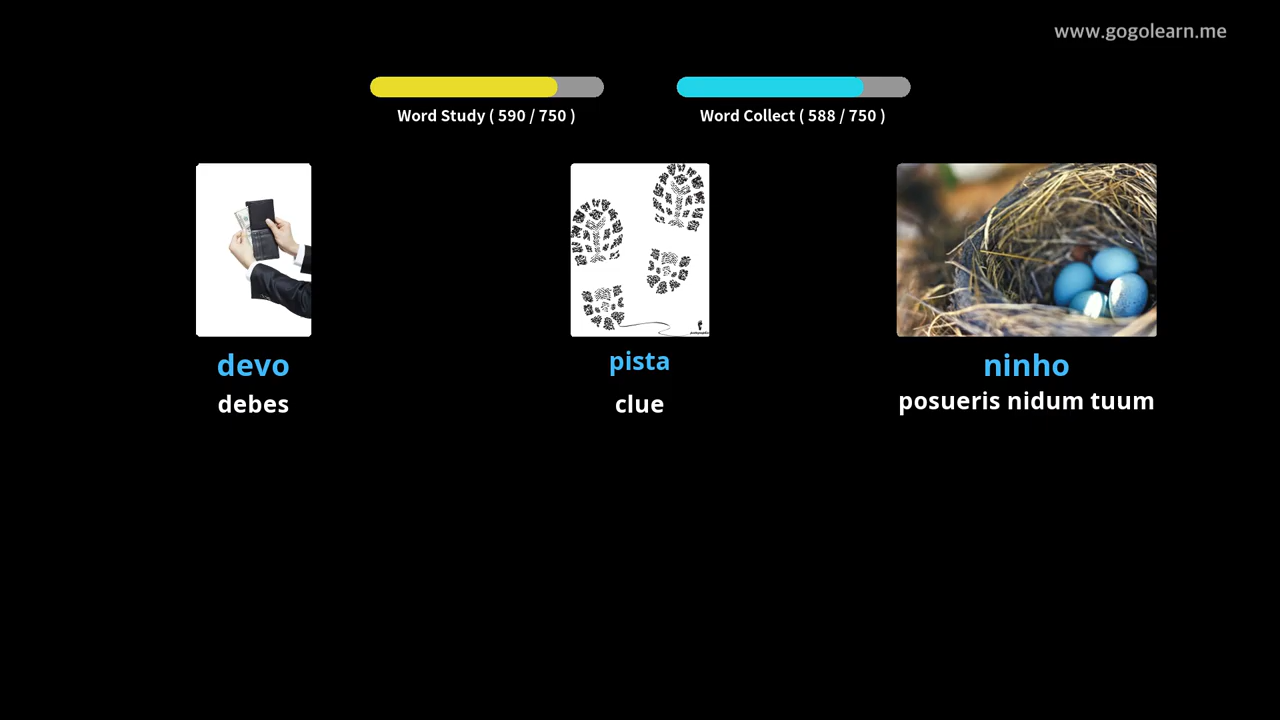 www.gogolearn.me
Word Study ( 590 / 750 )
Word Collect ( 588 / 750 )
devo
pista
ninho
debes
clue
posueris nidum tuum